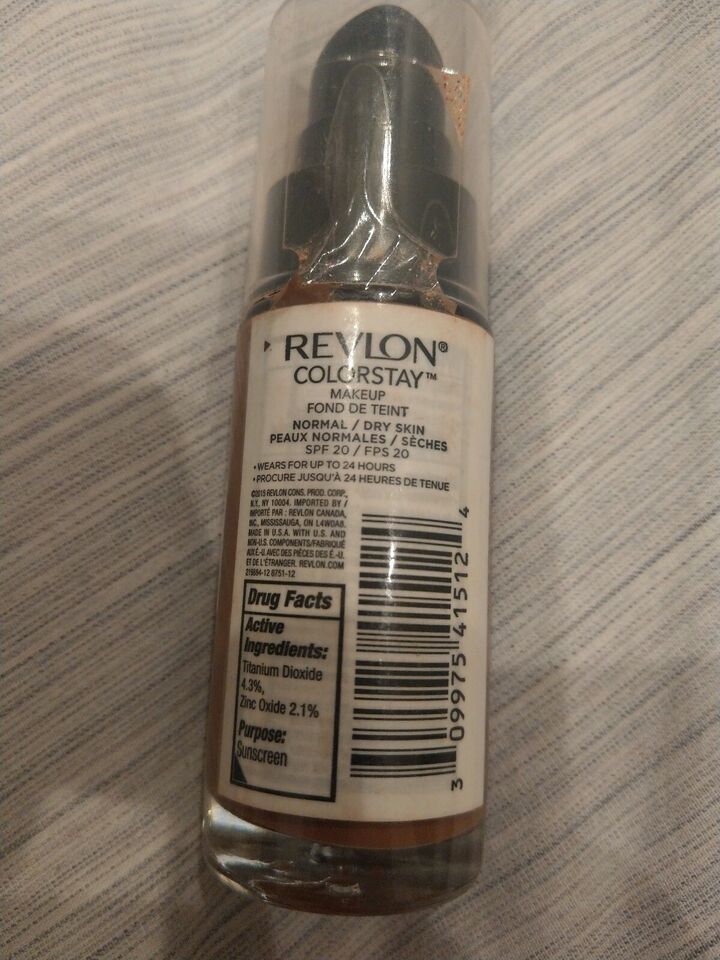 REVLON®
COLORSTAY™
MAKEUP
FOND DE TEINT
NORMAL / DRY SKIN
PEAUX NORMALES / SÈCHES
SPF 20 / FPS 20
• WEARS FOR UP TO 24 HOURS
• PROCURE JUSQU'À 24 HEURES DE TENUE
©2015 REVLON CONS. PROD. CORP.,
N.Y., NY 10004. IMPORTED BY /
IMPORTÉ PAR : REVLON CANADA,
INC., MISSISSAUGA, ON L4W0A8.
MADE IN U.S.A. WITH U.S. AND
NON-U.S. COMPONENTS/FABRIQUÉ
AUX É.-U. AVEC DES PIÈCES DES É.-U.
ET DE L'ÉTRANGER. REVLON.COM
8751-12
Drug Facts
Active
Ingredients:
Titanium Dioxide
4.3%,
Zinc Oxide 2.1%
Purpose:
Sunscreen
3 09975 41512 4